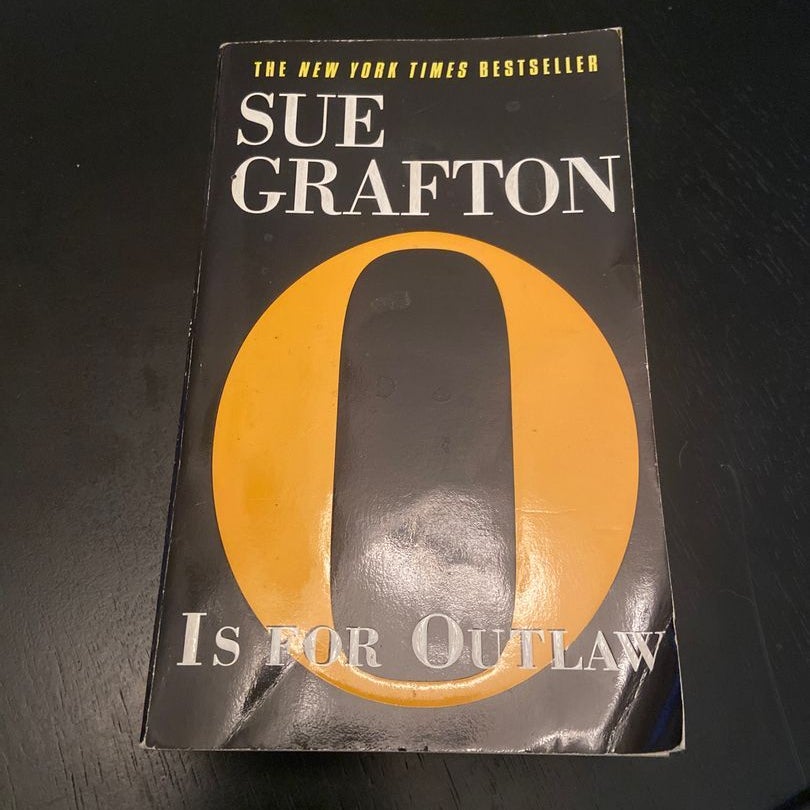 THE NEW YORK TIMES BESTSELLER
SUE
GRAFTON
O
IS FOR OUTLAW